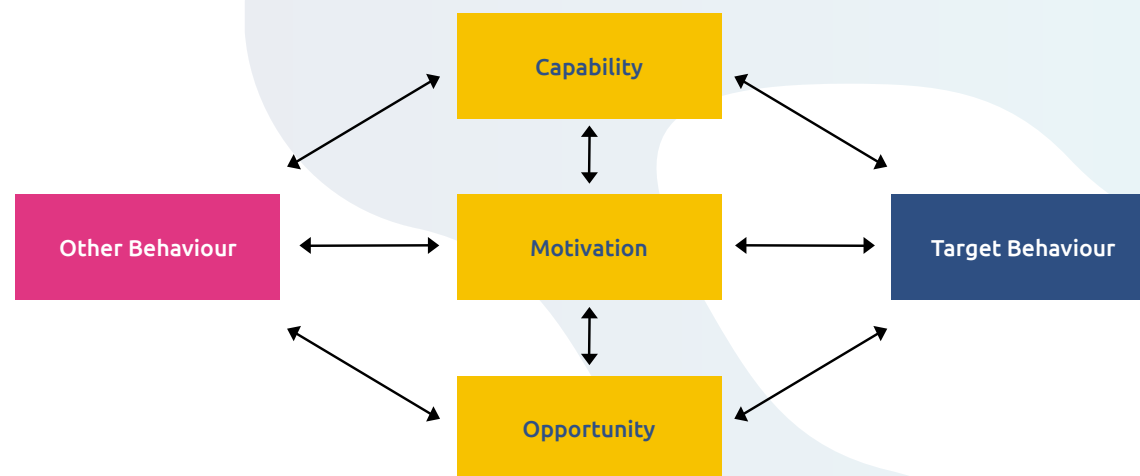 Capability
Other Behaviour
Motivation
Target Behaviour
Opportunity